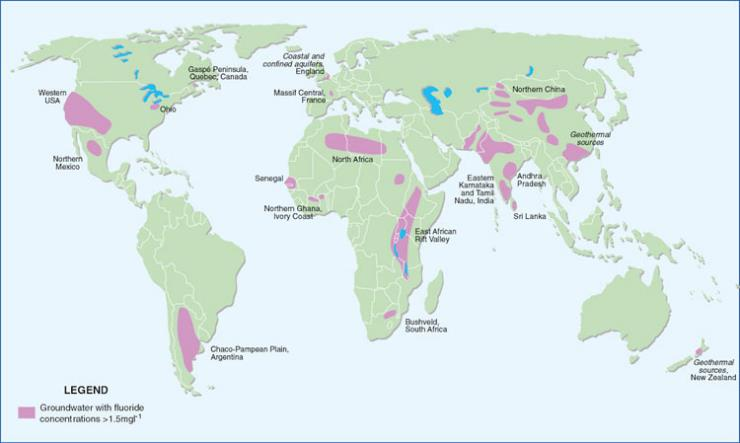 Coastal and
confined aquifers,
England
Gaspé Peninsula,
Quebec, Canada
Western
USA
Massif Central,
France
Northern China
Ohio
Geothermal
sources
Northern
Mexico
North Africa
Senegal
Eastern
Karnataka
and Tamil
Nadu, India
Andhra
Pradesh
Northern Ghana,
Ivory Coast
Sri Lanka
East African
Rift Valley
Bushveld,
South Africa
Chaco-Pampean Plain,
Argentina
Geothermal
sources,
New Zealand
LEGEND
Groundwater with fluoride
concentrations >1.5mgl⁻¹